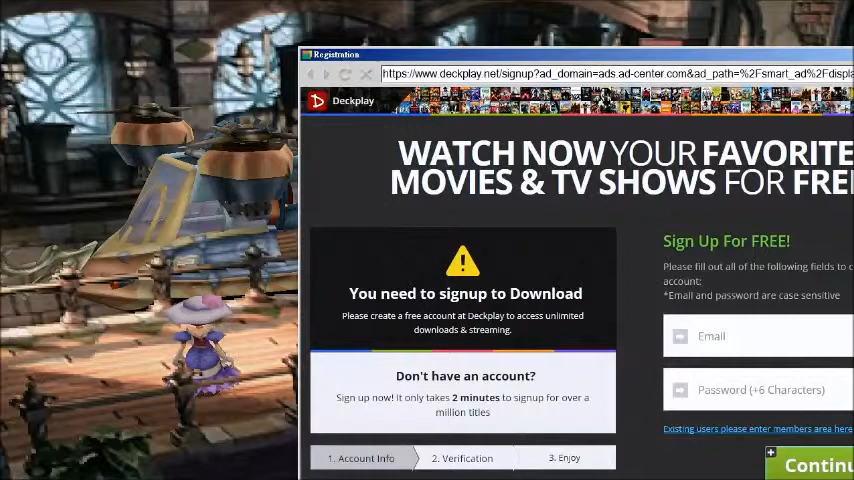 Registration
https://www.deckplay.net/signup?ad_domain=ads.ad-center.com&ad_path=%2Fsmart_ad%2Fdispla
Deckplay
WATCH NOW YOUR FAVORITE
MOVIES & TV SHOWS FOR FREE
You need to signup to Download
Please create a free account at Deckplay to access unlimited
downloads & streaming.
Don't have an account?
Sign up now! It only takes 2 minutes to signup for over a
million titles
1. Account Info
2. Verification
3. Enjoy
Sign Up For FREE!
Please fill out all of the following fields to c
account:
*Email and password are case sensitive
Email
Password (+6 Characters)
Existing users please enter members area here
Continu